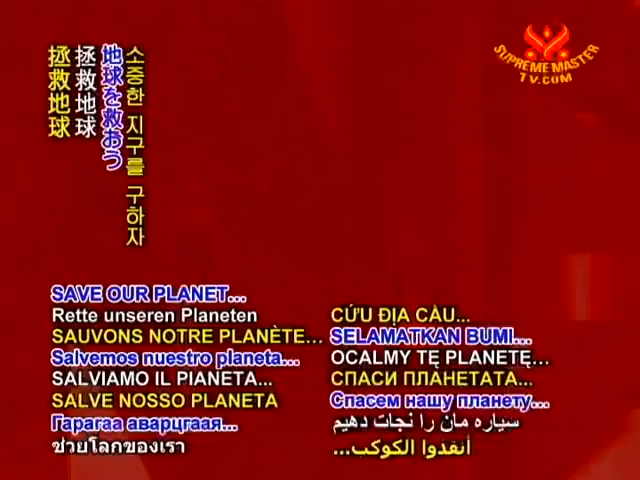 SUPREME MASTER
TV.COM
拯救地球
拯救地球
地球を救おう
소중한 지구를 구하자
SAVE OUR PLANET...
Rette unseren Planeten
SAUVONS NOTRE PLANÈTE...
Salvemos nuestro planeta...
SALVIAMO IL PIANETA...
SALVE NOSSO PLANETA
Гарагаа аварцгаая...
ช่วยโลกของเรา
CỨU ĐỊA CẦU...
SELAMATKAN BUMI...
OCALMY TĘ PLANETĘ...
СПАСИ ПЛАНЕТАТА...
Спасем нашу планету...
سیاره مان را نجات دهیم
أنقذوا الكوكب...